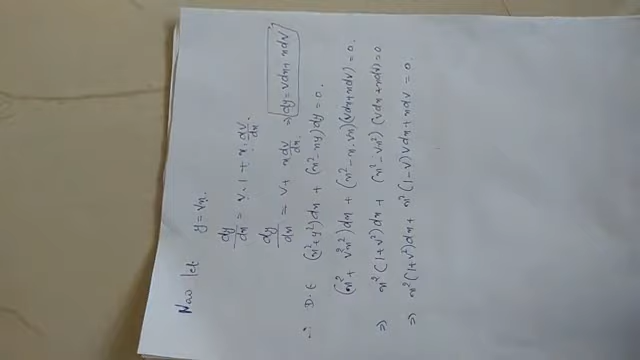 Now let y = vx.
dy/dx = v.1 + x.dv/dx
dy/dx = v + x dv/dx. ⇒ dy = vdx + xdv
∴ D.E (x²+y²)dx + (x²-xy)dy = 0.
(x² + v²x²)dx + (x²-x.vx)(vdx+xdv) = 0.
⇒ x²(1+v²)dx + (x²-vx²)(vdx+xdv) = 0
⇒ x²(1+v²)dx + x²(1-v)vdx+xdv = 0.